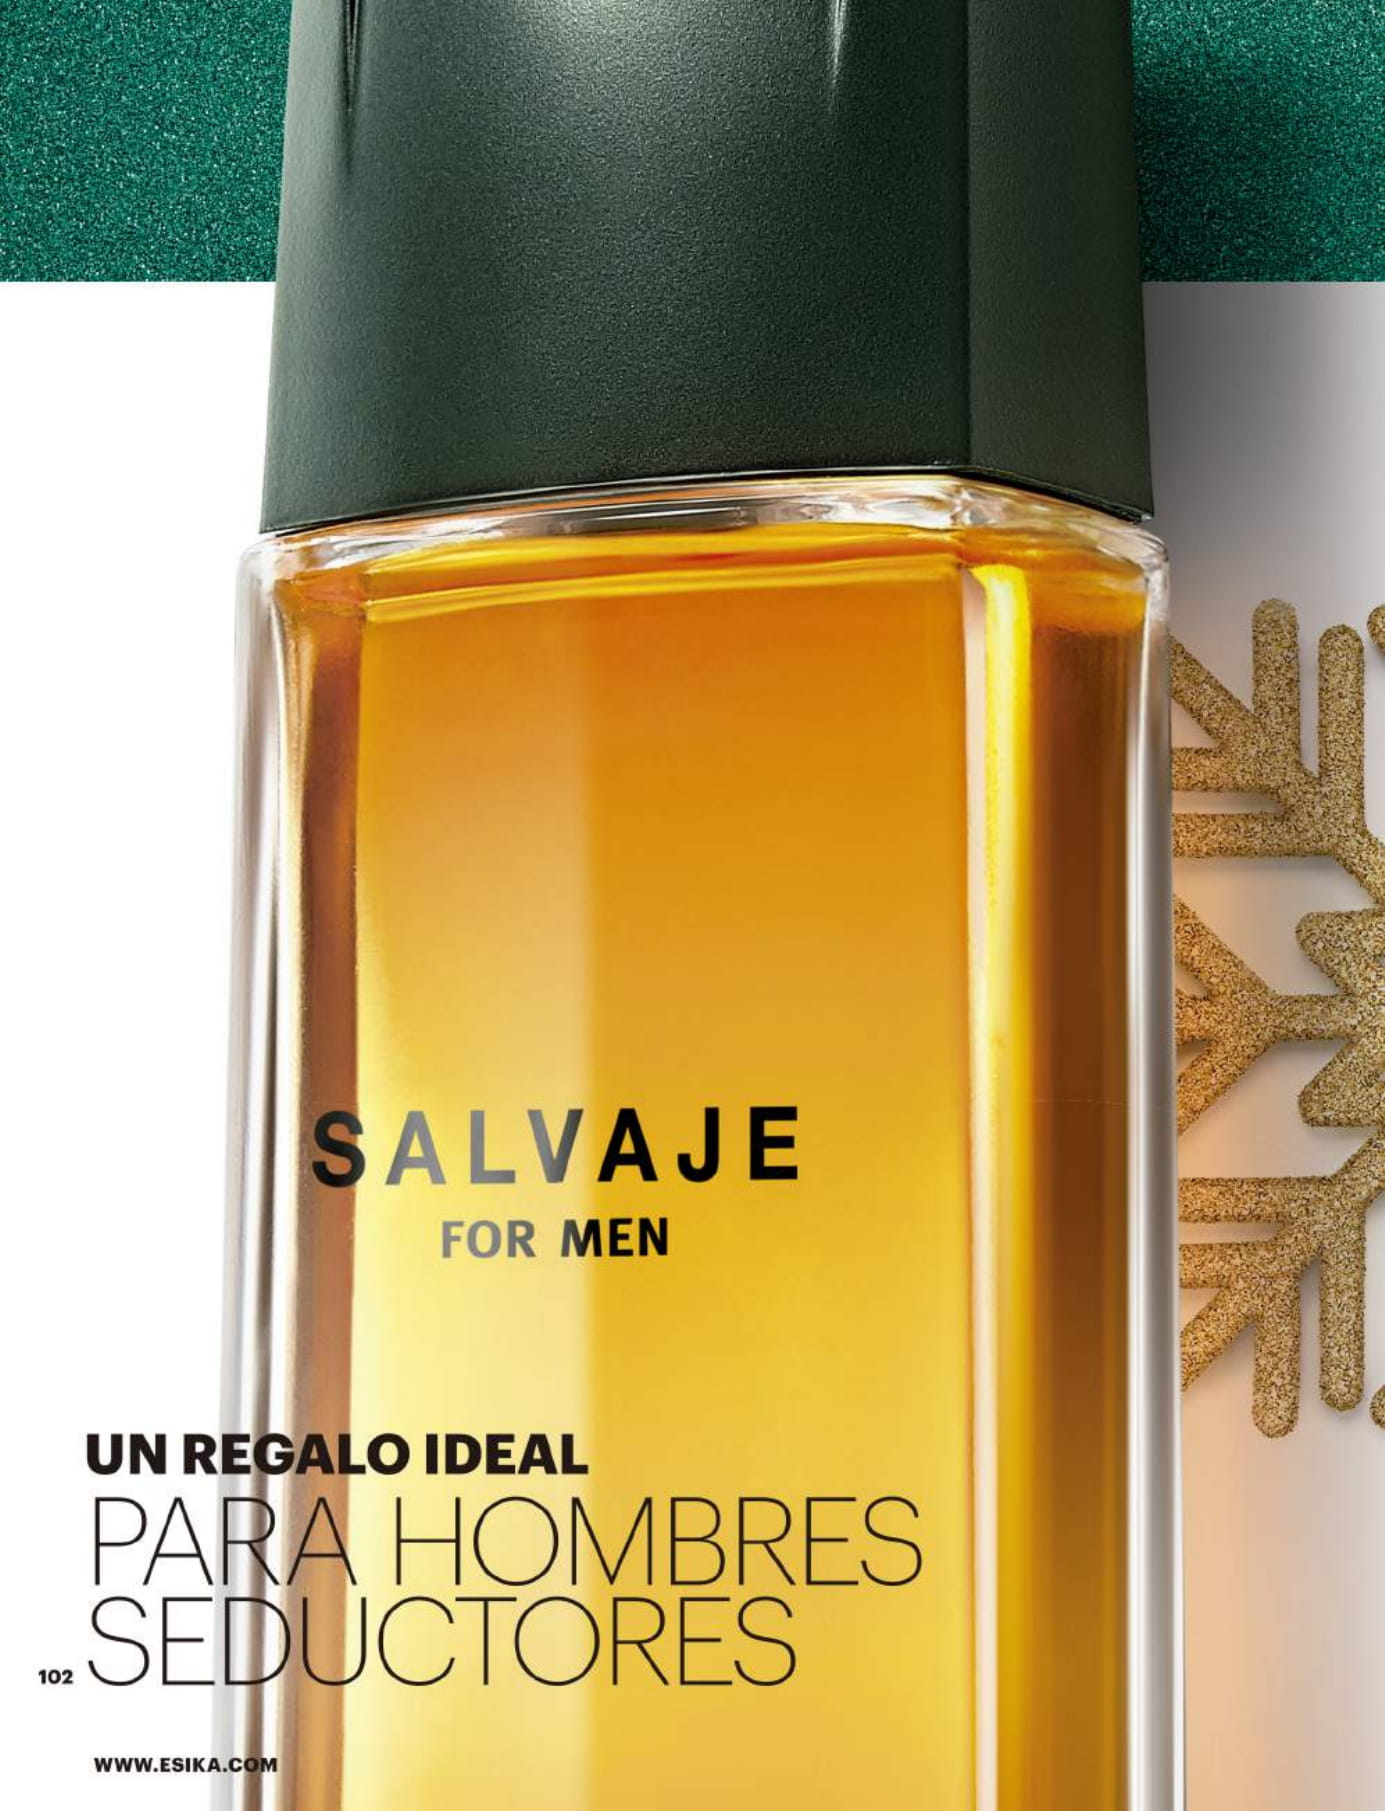 SALVAJE
FOR MEN
UN REGALO IDEAL
PARA HOMBRES
SEDUCTORES
102
WWW.ESIKA.COM